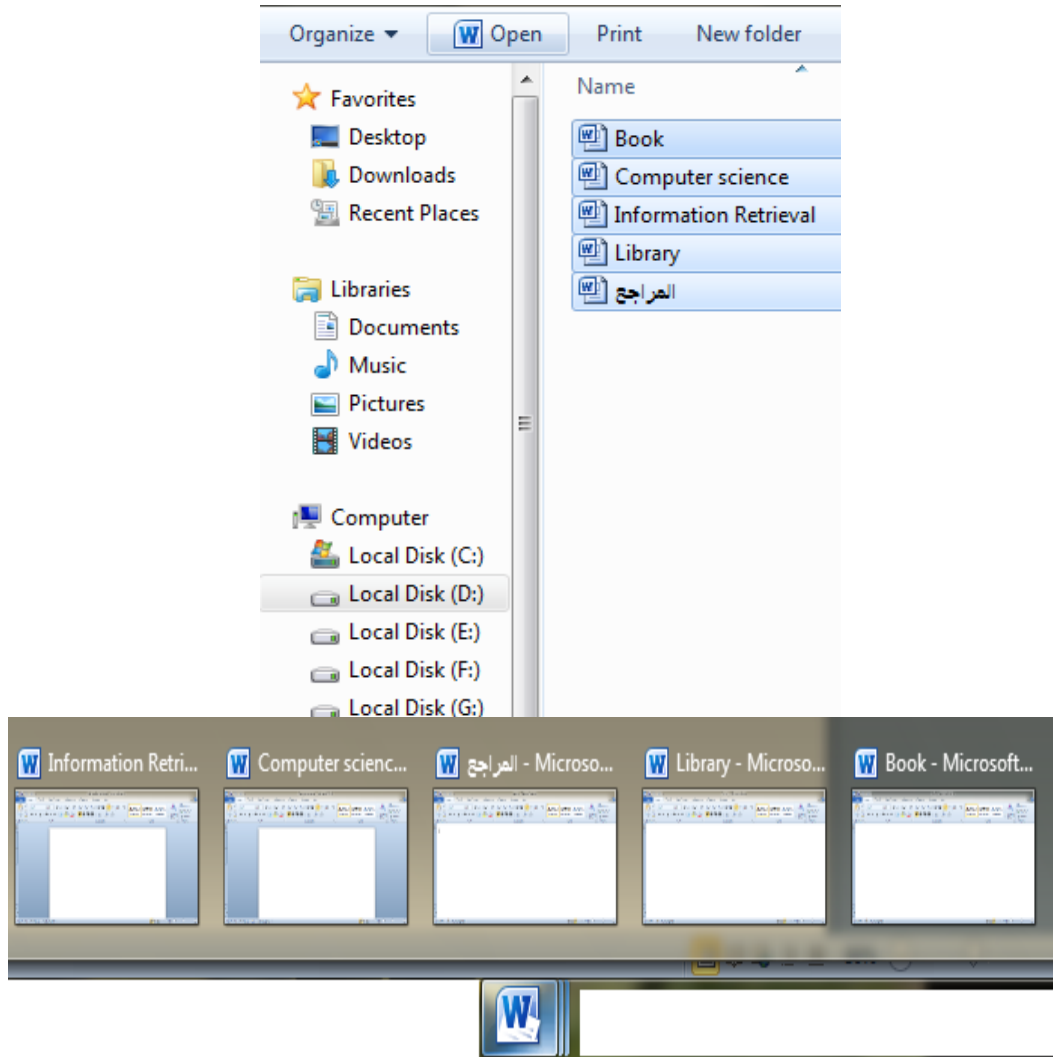 Organize Open Print New folder
Favorites
Desktop
Downloads
Recent Places
Libraries
Documents
Music
Pictures
Videos
Computer
Local Disk (C:)
Local Disk (D:)
Local Disk (E:)
Local Disk (F:)
Local Disk (G:)
Name
Book
Computer science
Information Retrieval
Library
المراجع
Information Retri... Computer scienc... المراجع - Microso... Library - Microso... Book - Microsoft...